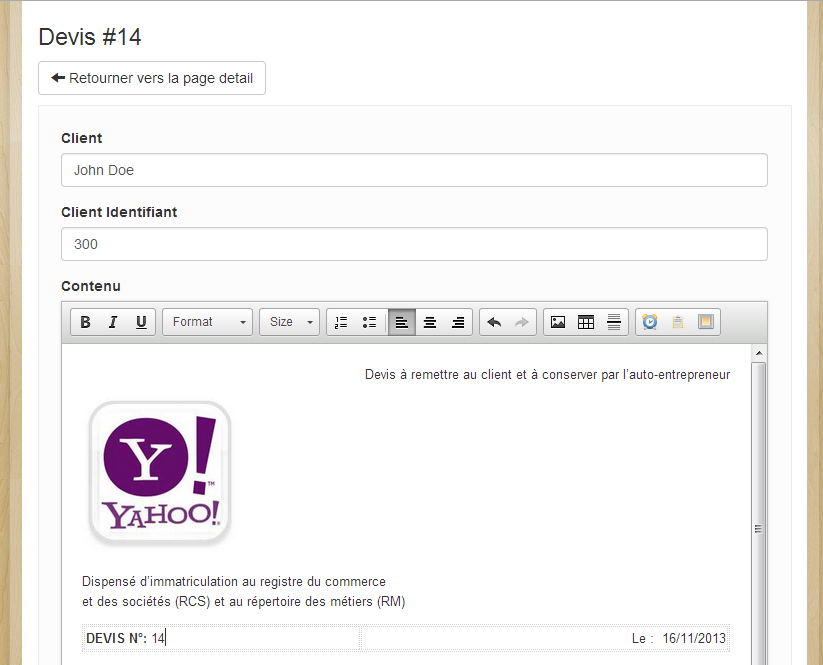 Devis #14
Retourner vers la page detail
Client
John Doe
Client Identifiant
300
Contenu
B I U Format Size
Devis à remettre au client et à conserver par l'auto-entrepreneur
Y! ™
YAHOO!
Dispensé d'immatriculation au registre du commerce
et des sociétés (RCS) et au répertoire des métiers (RM)
DEVIS N°: 14 Le : 16/11/2013